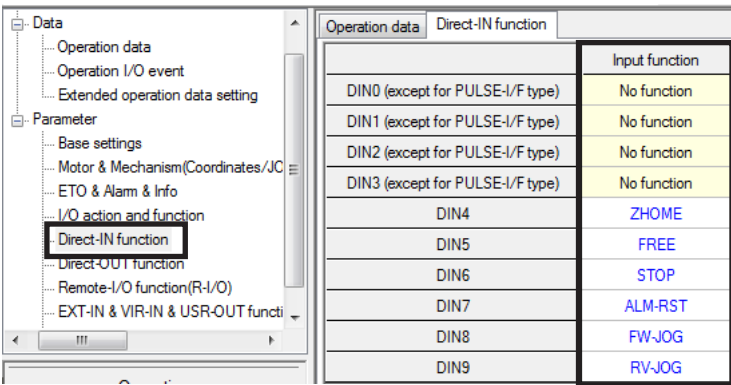 Data
Operation data
Operation I/O event
Extended operation data setting
Parameter
Base settings
Motor & Mechanism(Coordinates/JC
ETO & Alarm & Info
I/O action and function
Direct-IN function
Direct-OUT function
Remote-I/O function(R-I/O)
EXT-IN & VIR-IN & USR-OUT functi
Operation data Direct-IN function
Input function
DIN0 (except for PULSE-I/F type) No function
DIN1 (except for PULSE-I/F type) No function
DIN2 (except for PULSE-I/F type) No function
DIN3 (except for PULSE-I/F type) No function
DIN4 ZHOME
DIN5 FREE
DIN6 STOP
DIN7 ALM-RST
DIN8 FW-JOG
DIN9 RV-JOG